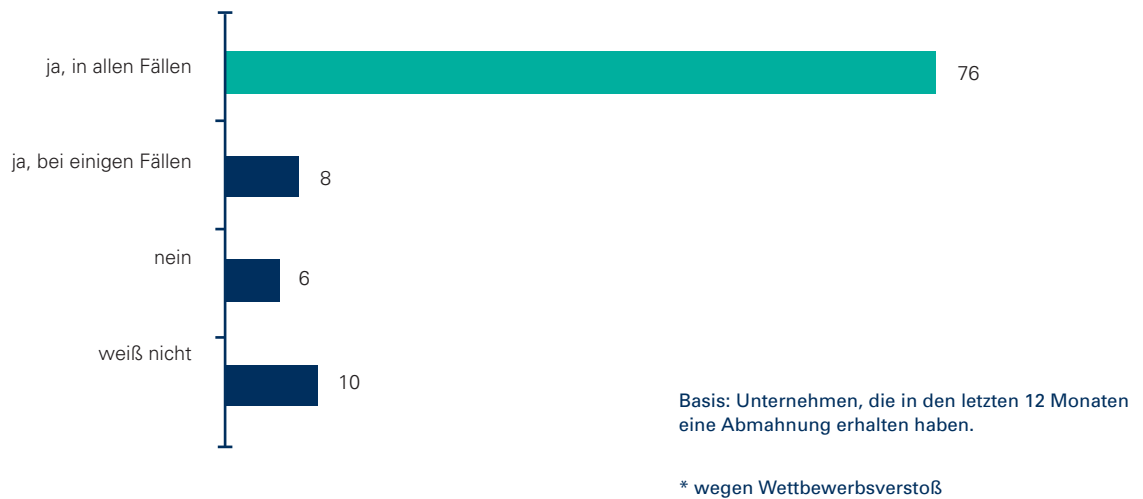 ja, in allen Fällen
76
ja, bei einigen Fällen
8
nein
6
weiß nicht
10
Basis: Unternehmen, die in den letzten 12 Monaten
eine Abmahnung erhalten haben.
* wegen Wettbewerbsverstoß